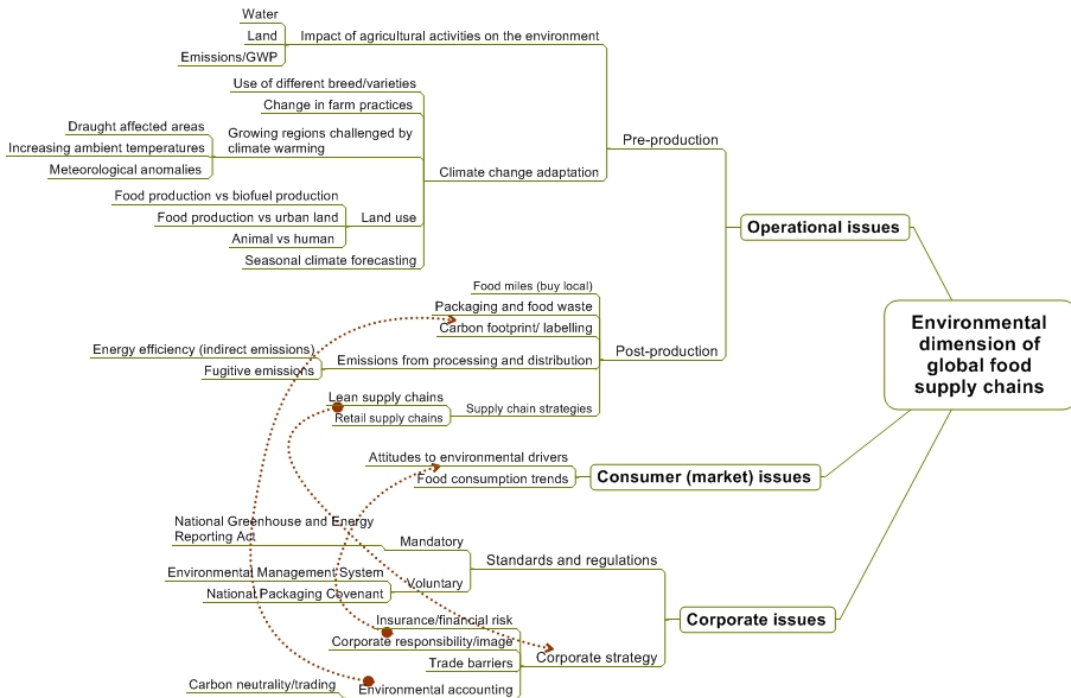 Water
Land
Emissions/GWP
Impact of agricultural activities on the environment
Use of different breed/varieties
Change in farm practices
Draught affected areas
Increasing ambient temperatures
Meteorological anomalies
Growing regions challenged by
climate warming
Food production vs biofuel production
Food production vs urban land
Animal vs human
Land use
Seasonal climate forecasting
Climate change adaptation
Pre-production
Food miles (buy local)
Packaging and food waste
Carbon footprint/ labelling
Energy efficiency (indirect emissions)
Fugitive emissions
Emissions from processing and distribution
Lean supply chains
Retail supply chains
Supply chain strategies
Post-production
Operational issues
Attitudes to environmental drivers
Food consumption trends
Consumer (market) issues
National Greenhouse and Energy
Reporting Act
Mandatory
Environmental Management System
National Packaging Covenant
Voluntary
Standards and regulations
Insurance/financial risk
Corporate responsibility/image
Trade barriers
Carbon neutrality/trading
Environmental accounting
Corporate strategy
Corporate issues
Environmental
dimension of
global food
supply chains